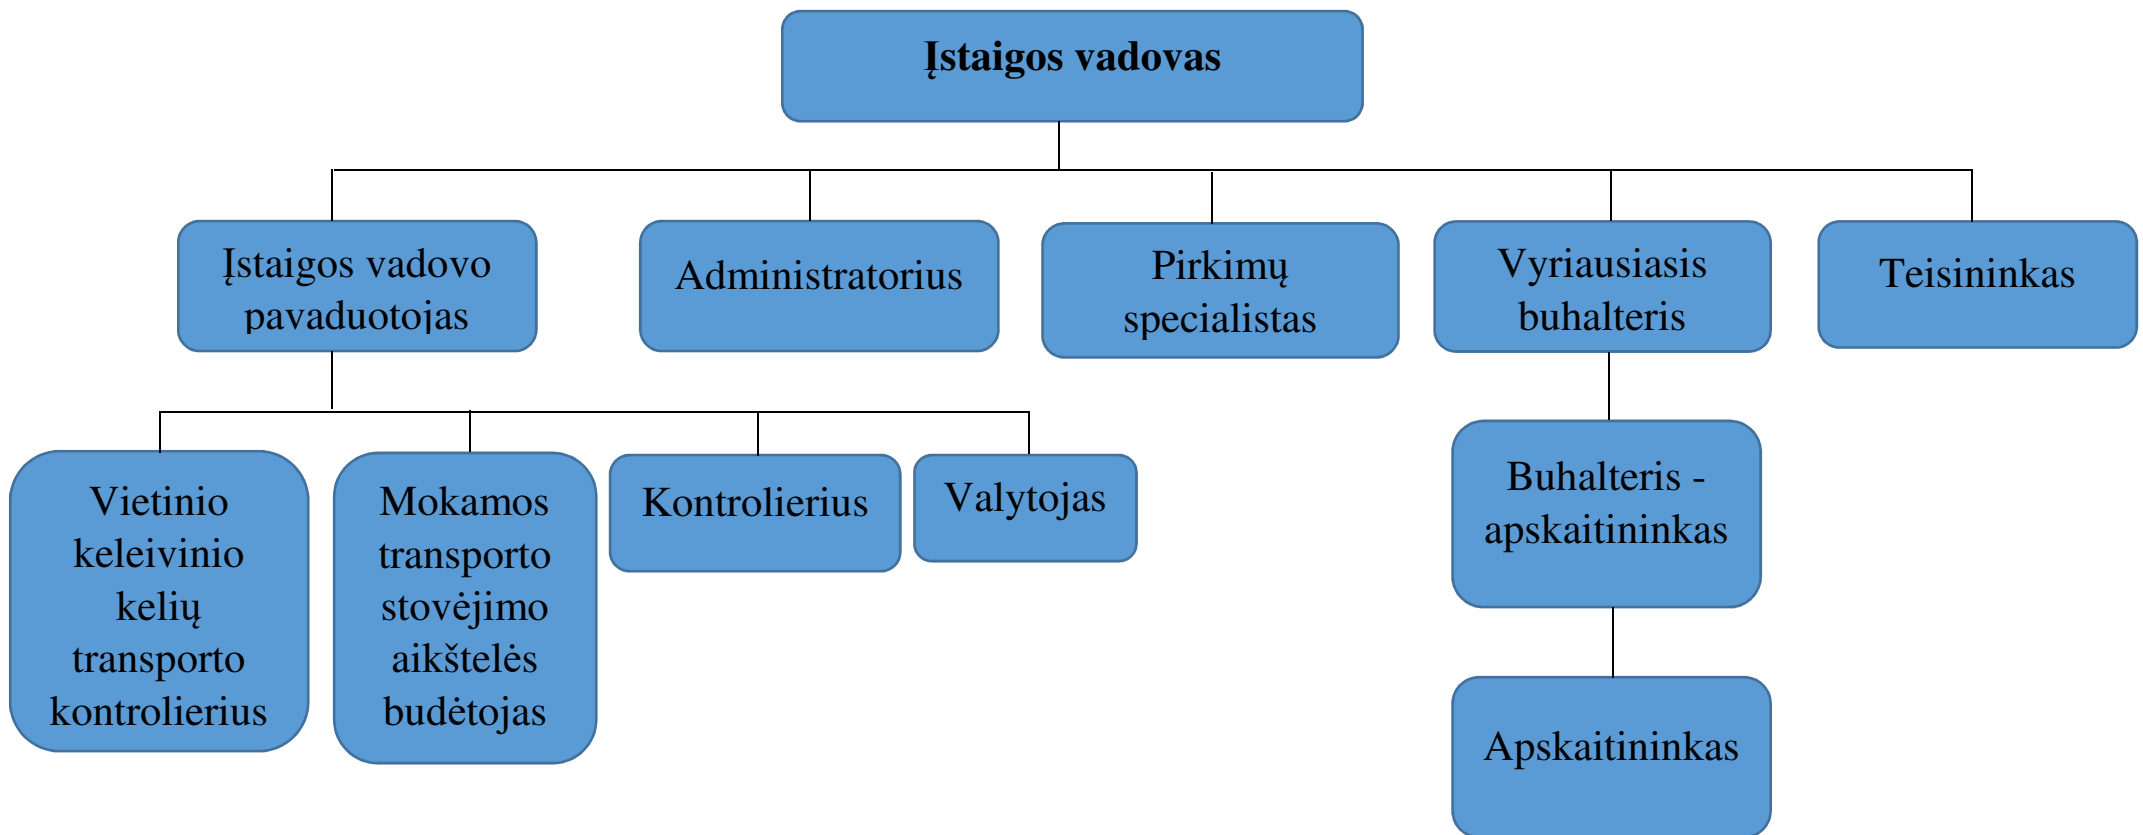 Įstaigos vadovas
Įstaigos vadovo
pavaduotojas
Administratorius
Pirkimų
specialistas
Vyriausiasis
buhalteris
Teisininkas
Vietinio
keleivinio
kelių
transporto
kontrolierius
Mokamos
transporto
stovėjimo
aikštelės
budėtojas
Kontrolierius
Valytojas
Buhalteris -
apskaitininkas
Apskaitininkas